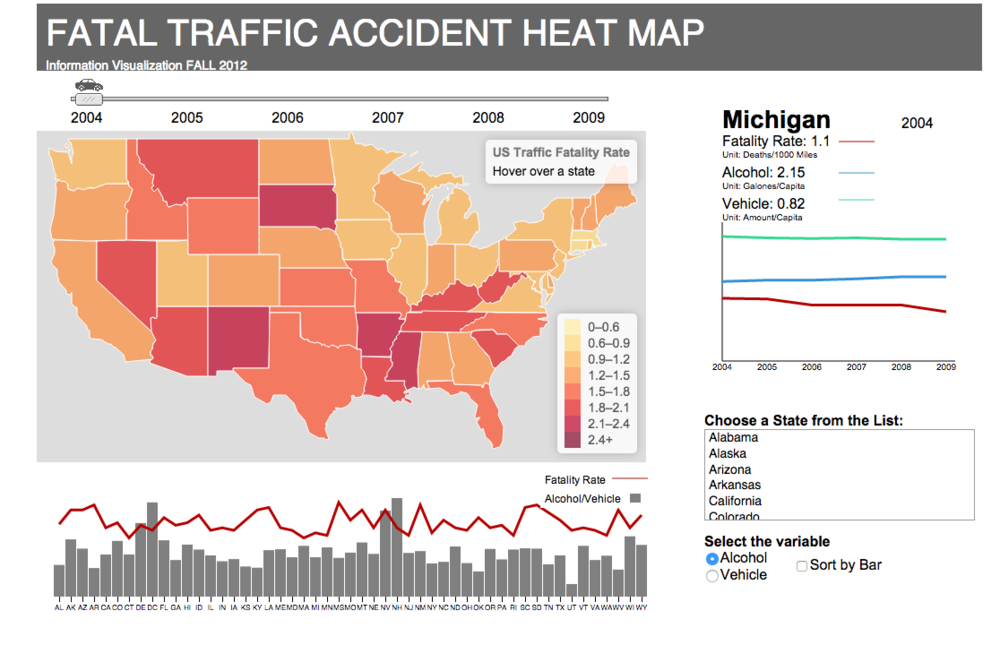 FATAL TRAFFIC ACCIDENT HEAT MAP
Information Visualization FALL 2012
2004 2005 2006 2007 2008 2009
US Traffic Fatality Rate
Hover over a state
0–0.6
0.6–0.9
0.9–1.2
1.2–1.5
1.5–1.8
1.8–2.1
2.1–2.4
2.4+
Michigan 2004
Fatality Rate: 1.1
Unit: Deaths/1000 Miles
Alcohol: 2.15
Unit: Galones/Capita
Vehicle: 0.82
Unit: Amount/Capita
2004 2005 2006 2007 2008 2009
Fatality Rate
Alcohol/Vehicle
AL AK AZ AR CA CO CT DE DC FL GA HI ID IL IN IA KS KY LA ME MD MA MI MN MS MO MT NE NV NH NJ NM NY NC ND OH OK OR PA RI SC SD TN TX UT VT VA WA WV WI WY
Choose a State from the List:
Alabama
Alaska
Arizona
Arkansas
California
Colorado
Select the variable
Alcohol
Vehicle
Sort by Bar